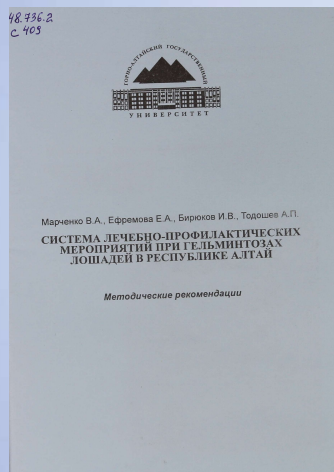 48.736.2
С 409
ГОРНО-АЛТАЙСКИЙ ГОСУДАРСТВЕННЫЙ
УНИВЕРСИТЕТ
Марченко В.А., Ефремова Е.А., Бирюков И.В., Тодошев А.П.
СИСТЕМА ЛЕЧЕБНО-ПРОФИЛАКТИЧЕСКИХ
МЕРОПРИЯТИЙ ПРИ ГЕЛЬМИНТОЗАХ
ЛОШАДЕЙ В РЕСПУБЛИКЕ АЛТАЙ
Методические рекомендации